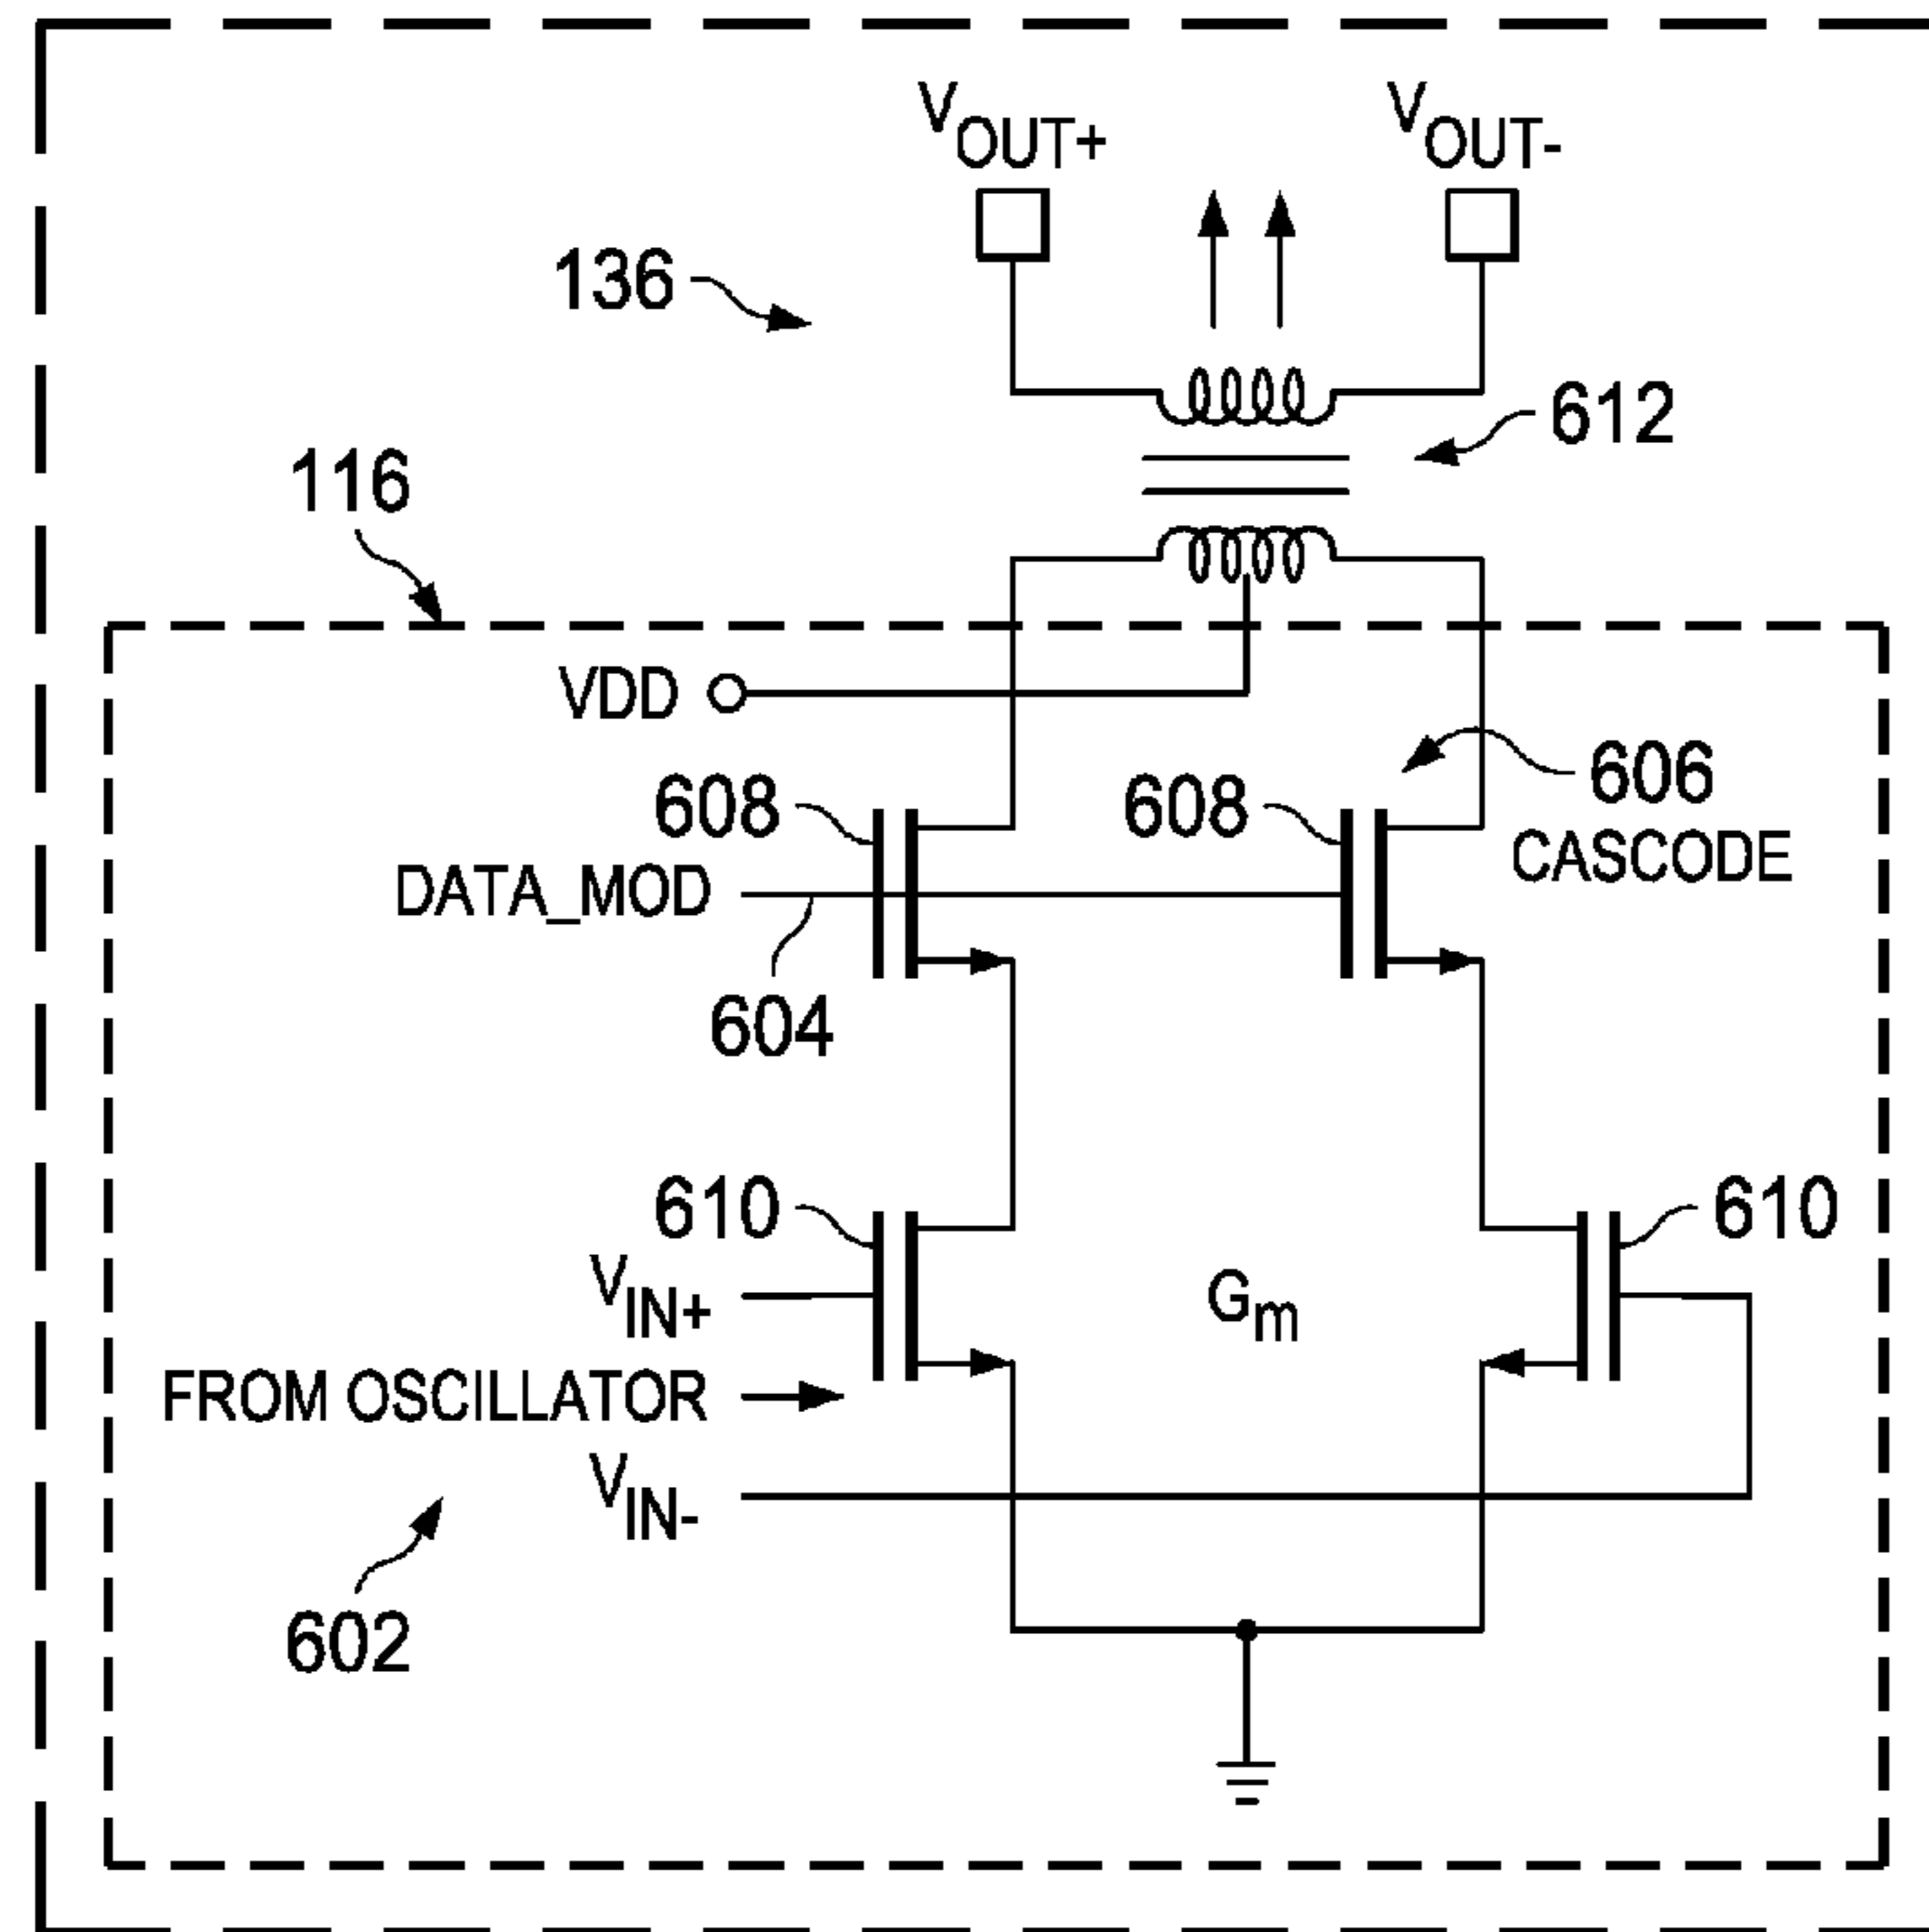 VOUT+ VOUT-
136
612
116
VDD
606
608 608
CASCODE
DATA_MOD
604
610 610
VIN+
Gm
FROM OSCILLATOR
VIN-
602